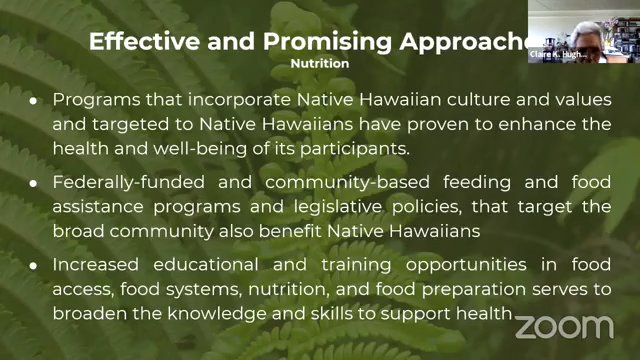 Effective and Promising Approache
Nutrition
Claire K. Hugh...
● Programs that incorporate Native Hawaiian culture and values
and targeted to Native Hawaiians have proven to enhance the
health and well-being of its participants.
● Federally-funded and community-based feeding and food
assistance programs and legislative policies, that target the
broad community also benefit Native Hawaiians
● Increased educational and training opportunities in food
access, food systems, nutrition, and food preparation serves to
broaden the knowledge and skills to support health
zoom